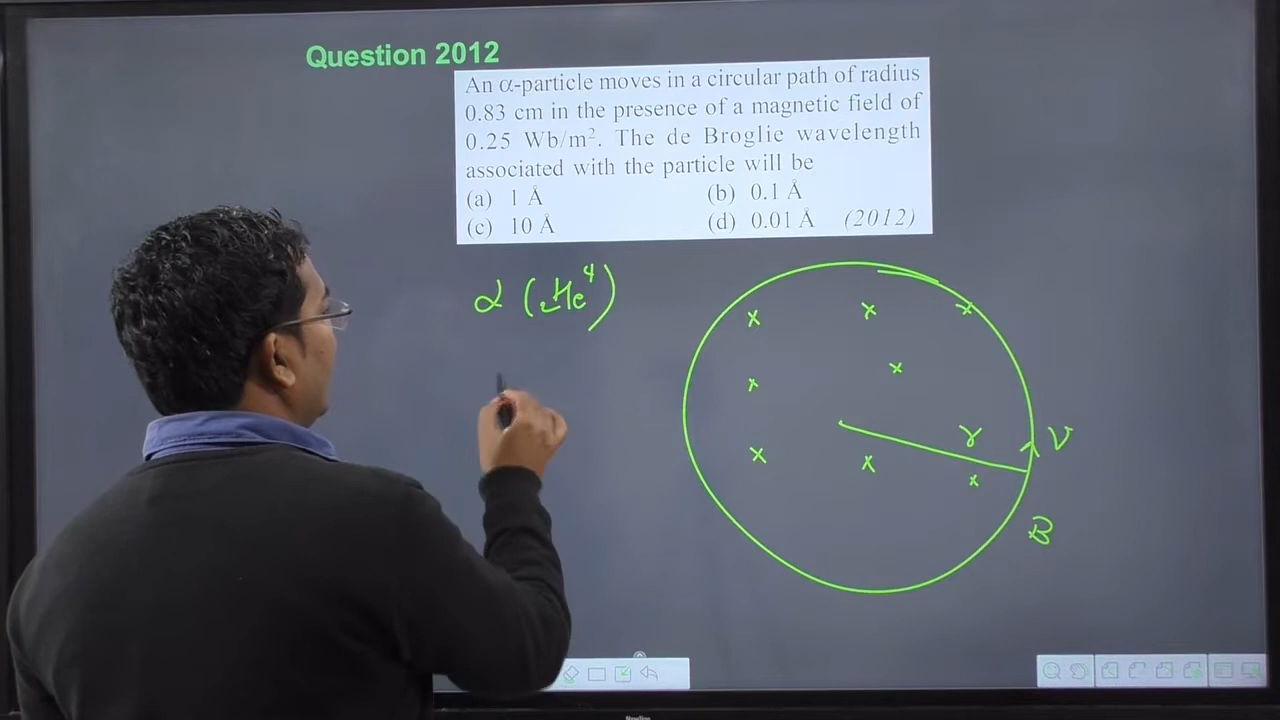 Question 2012
An α-particle moves in a circular path of radius
0.83 cm in the presence of a magnetic field of
0.25 Wb/m². The de Broglie wavelength
associated with the particle will be
(a) 1 Å (b) 0.1 Å
(c) 10 Å (d) 0.01 Å (2012)
α (₂He⁴)
x x x
x x
r
V
x x x
B
Newline